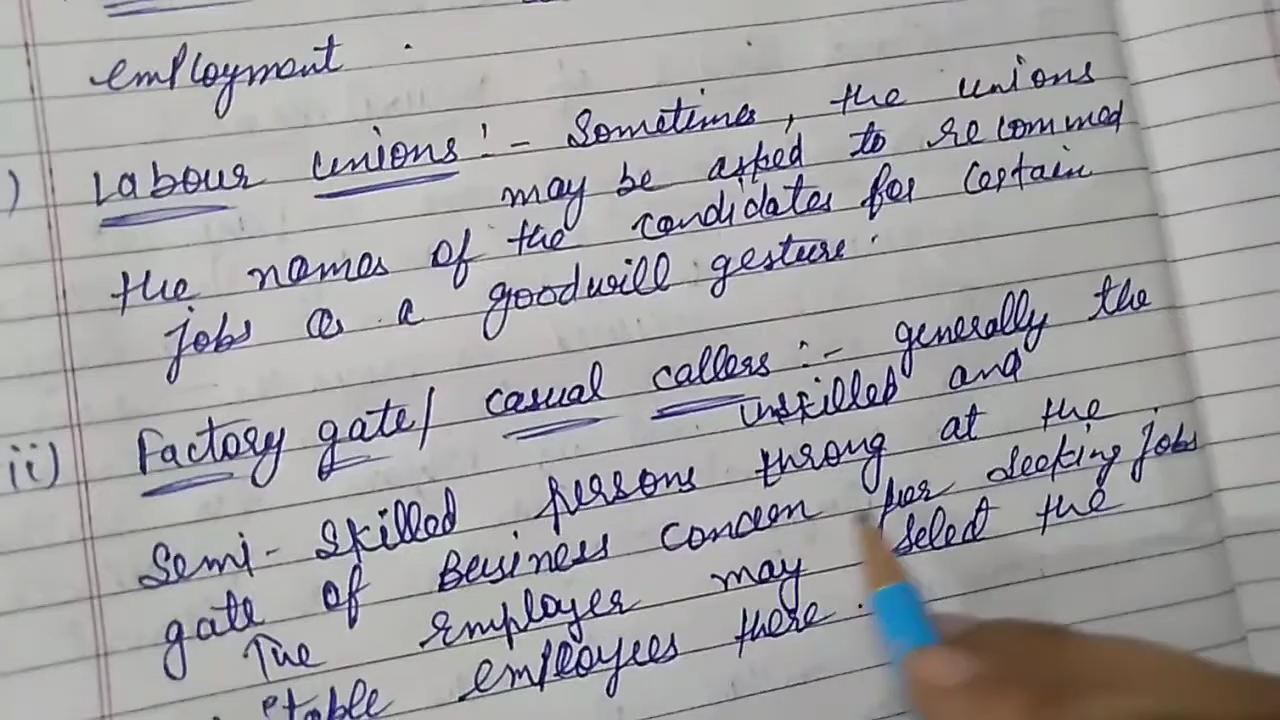 employment .
) Labour unions :- Sometimes, the unions
may be asked to recommed
the names of the candidates for certain
jobs as a goodwill gesture.
ii) Factory gate/ casual callers :- generally the
unskilled and
Semi-skilled persons throng at the
gate of Business concern for seeking jobs
The Employer may select the
etable employees there.